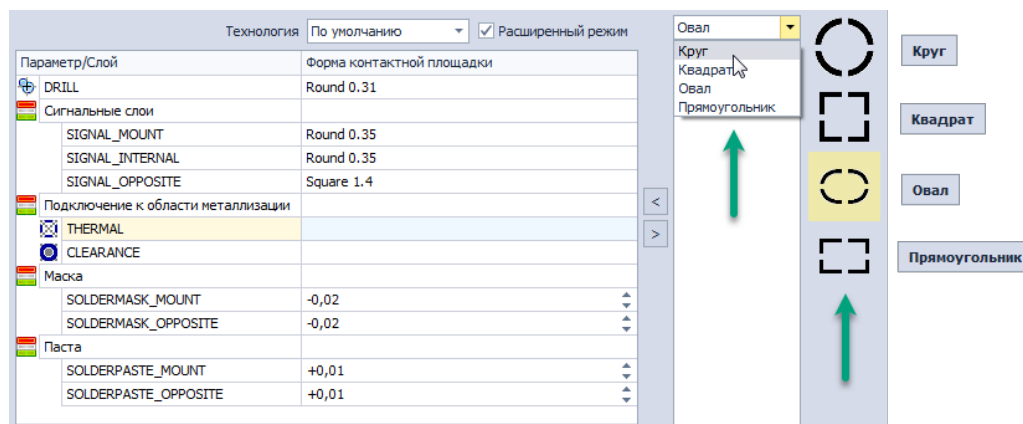 Технология По умолчанию Расширенный режим
Параметр/Слой Форма контактной площадки
DRILL Round 0.31
Сигнальные слои
SIGNAL_MOUNT Round 0.35
SIGNAL_INTERNAL Round 0.35
SIGNAL_OPPOSITE Square 1.4
Подключение к области металлизации
THERMAL
CLEARANCE
Маска
SOLDERMASK_MOUNT -0,02
SOLDERMASK_OPPOSITE -0,02
Паста
SOLDERPASTE_MOUNT +0,01
SOLDERPASTE_OPPOSITE +0,01
<
>
Овал
Круг
Квадрат
Овал
Прямоугольник
Круг
Квадрат
Овал
Прямоугольник